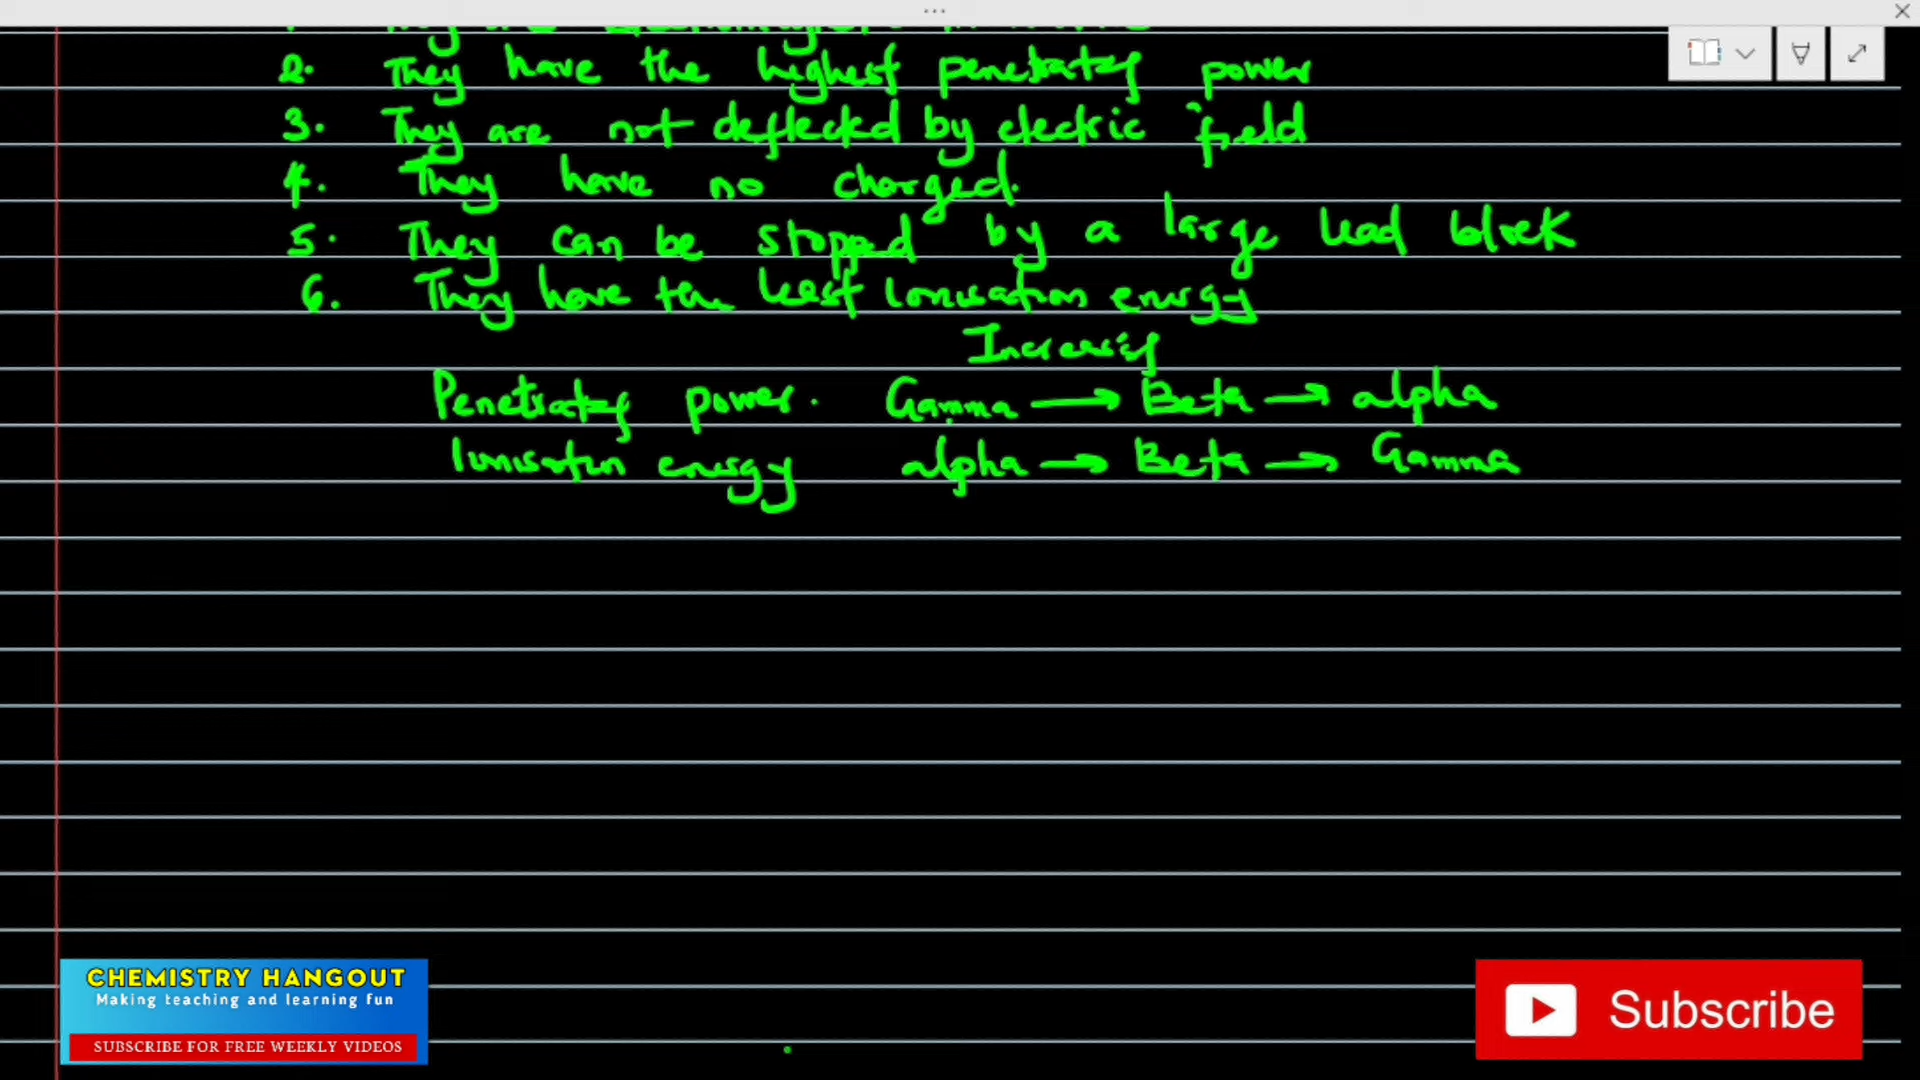 2. They have the highest penetrating power
3. They are not deflected by electric field
4. They have no charged.
5. They can be stopped by a large lead block
6. They have the least Ionisation energy
Increasing
Penetrating power. Gamma → Beta → alpha
Ionisation energy alpha → Beta → Gamma
CHEMISTRY HANGOUT
Making teaching and learning fun
SUBSCRIBE FOR FREE WEEKLY VIDEOS
Subscribe